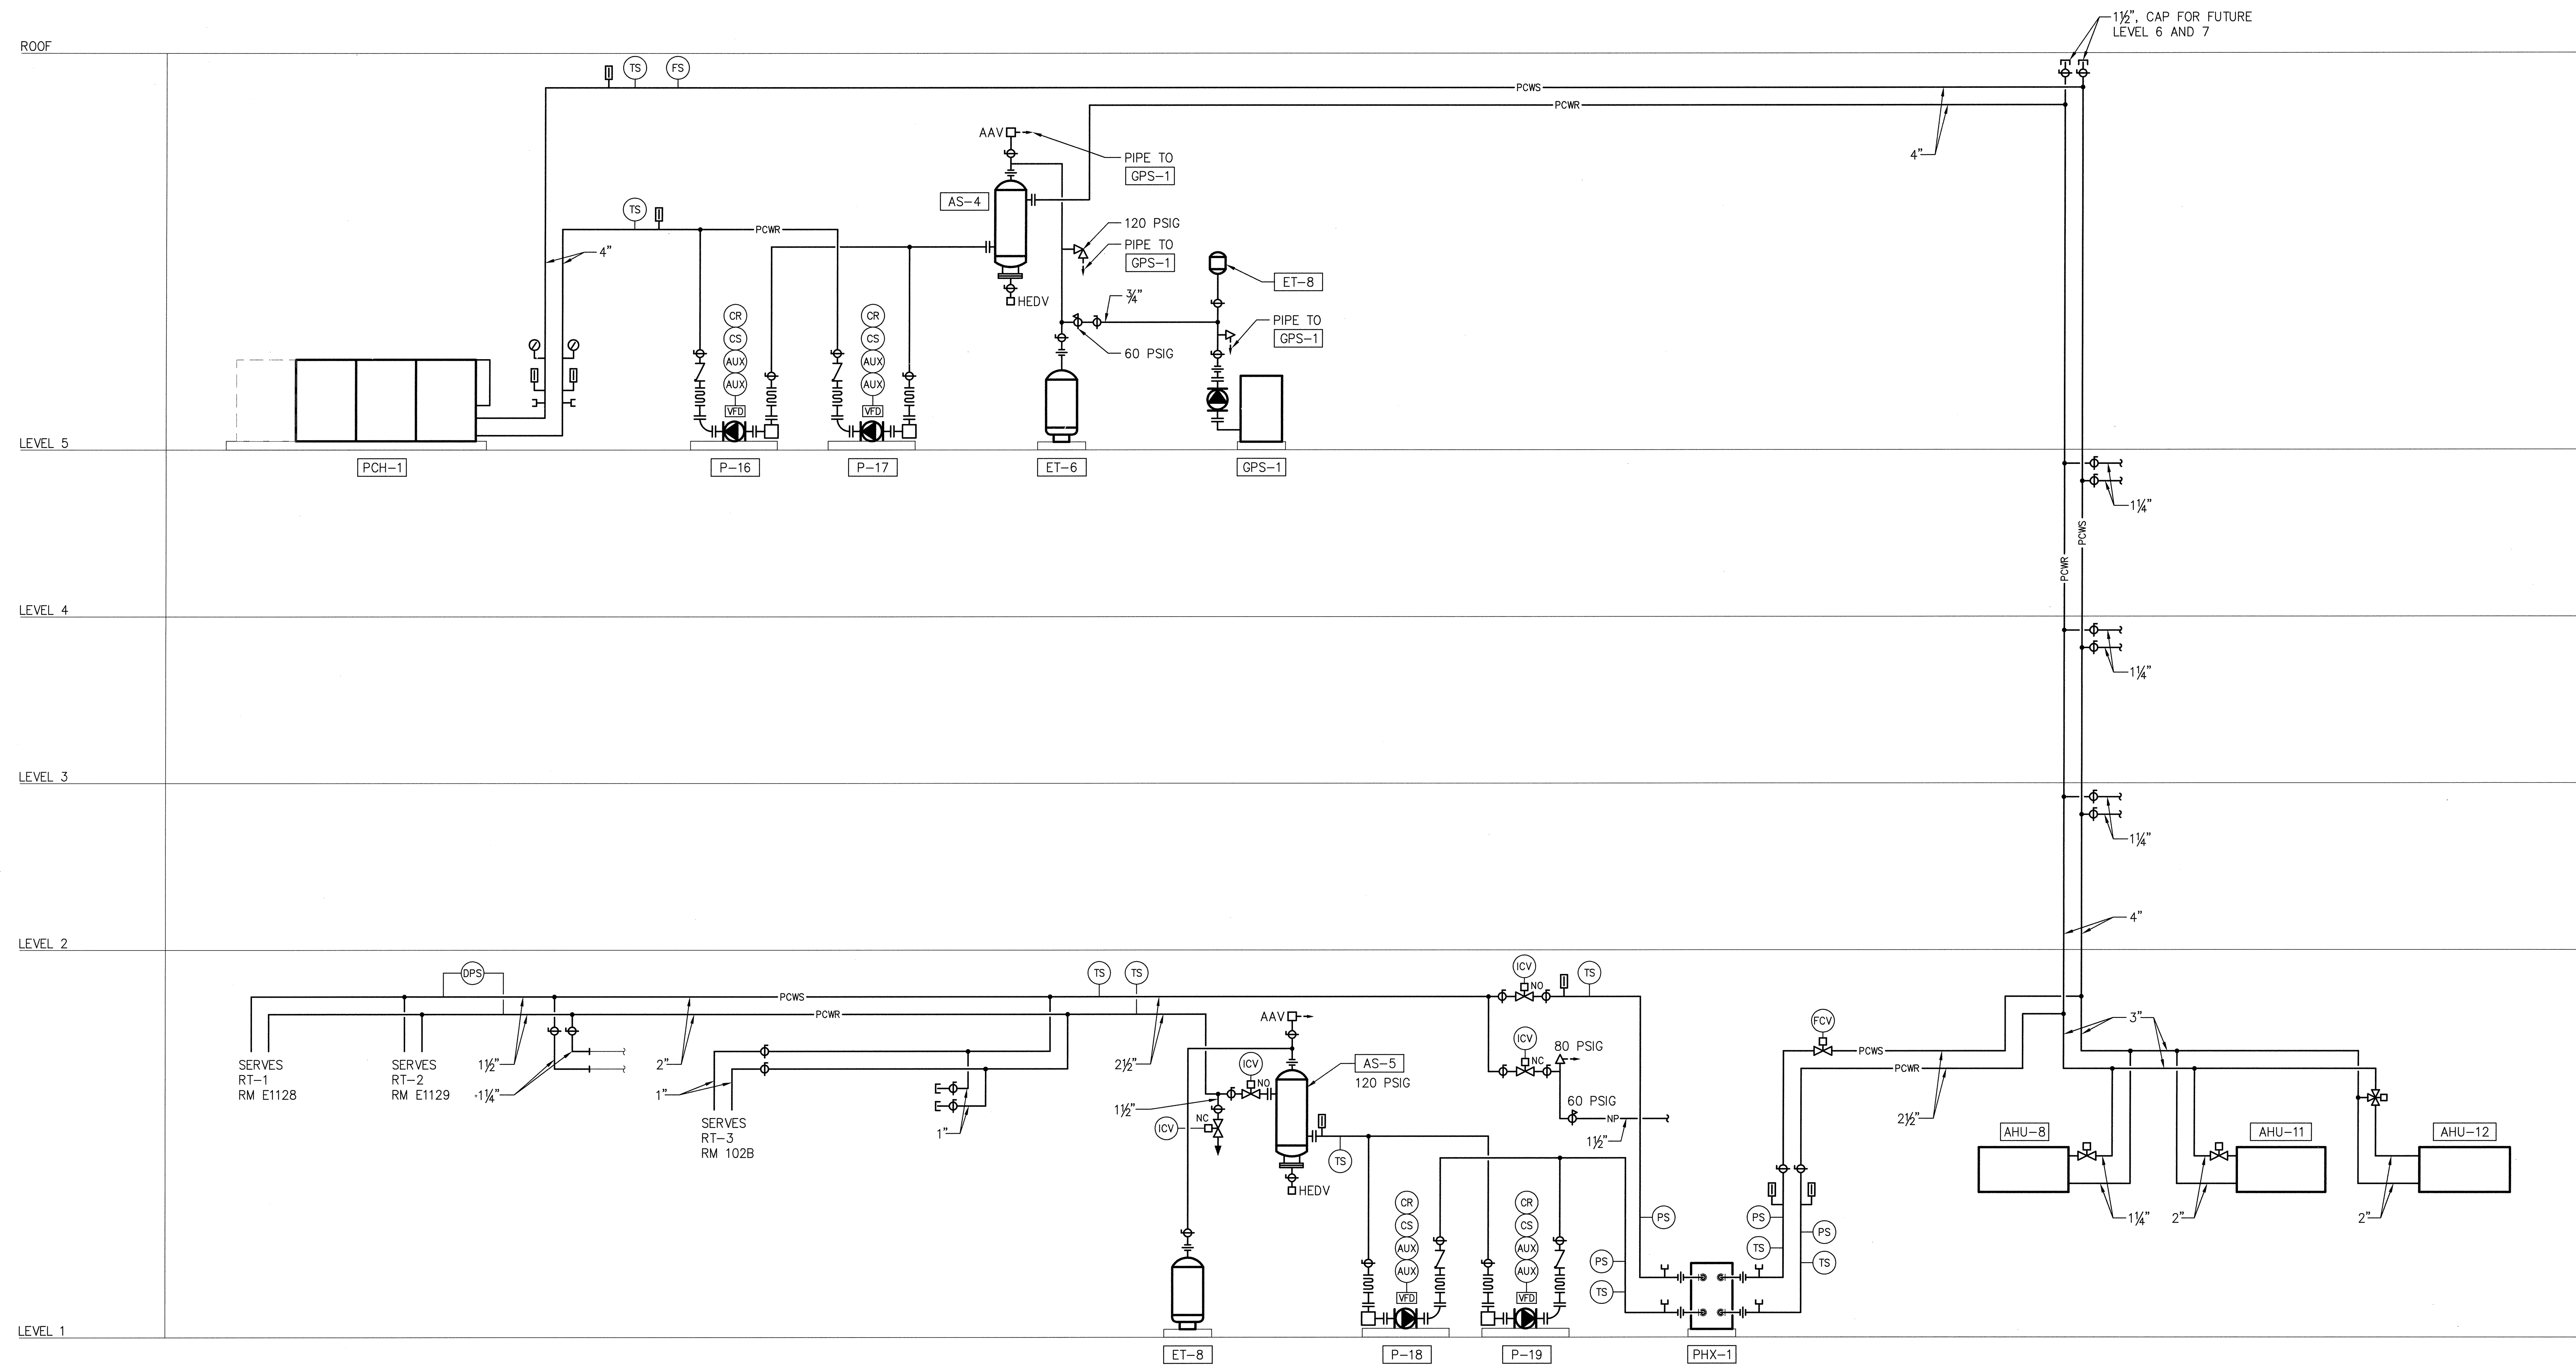 1½", CAP FOR FUTURE
LEVEL 6 AND 7
ROOF
TS
FS
PCWS
PCWR
4"
AAV
PIPE TO
GPS-1
AS-4
120 PSIG
PIPE TO
GPS-1
TS
PCWR
4"
ET-8
HEDV
¾"
PIPE TO
GPS-1
60 PSIG
CR
CS
AUX
AUX
VFD
CR
CS
AUX
AUX
VFD
LEVEL 5
PCH-1
P-16
P-17
ET-6
GPS-1
1¼"
PCWS
PCWR
LEVEL 4
1¼"
LEVEL 3
1¼"
4"
LEVEL 2
DPS
TS
TS
ICV
NO
TS
PCWS
PCWR
AAV
FCV
3"
ICV
NC
80 PSIG
PCWS
PCWR
SERVES
RT-1
RM E1128
SERVES
RT-2
RM E1129
1½"
1¼"
2"
1"
2½"
ICV
NO
AS-5
120 PSIG
1½"
NC
ICV
60 PSIG
NP
1½"
2½"
SERVES
RT-3
RM 102B
1"
TS
HEDV
AHU-8
AHU-11
AHU-12
1¼"
2"
2"
CR
CS
AUX
AUX
VFD
CR
CS
AUX
AUX
VFD
PS
PS
TS
PS
TS
PS
TS
LEVEL 1
ET-8
P-18
P-19
PHX-1